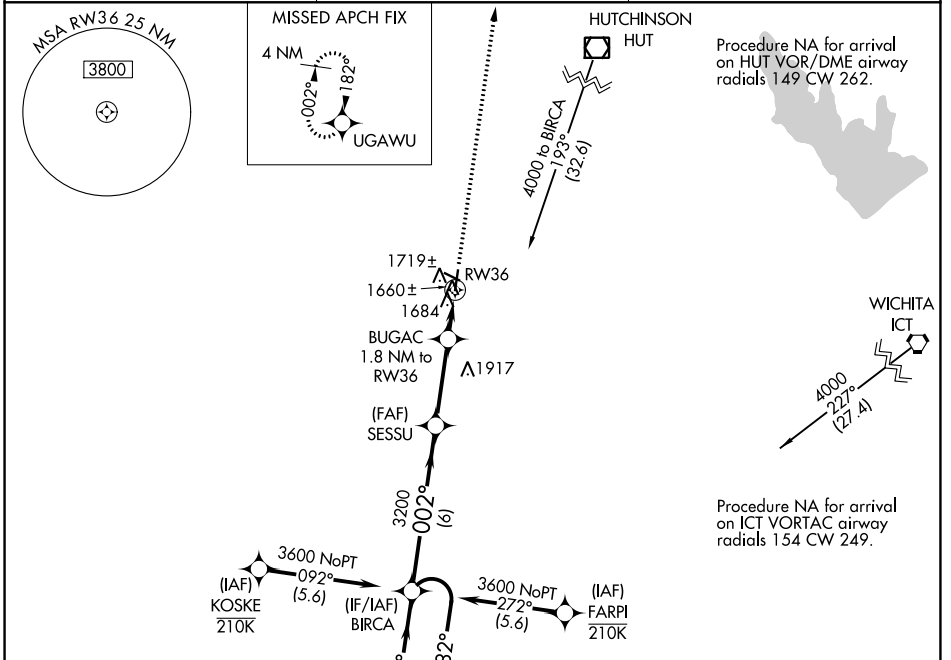 MSA RW36 25 NM
3800
MISSED APCH FIX
4 NM
002°
182°
UGAWU
HUTCHINSON
HUT
4000 to BIRCA
193°
(32.6)
Procedure NA for arrival
on HUT VOR/DME airway
radials 149 CW 262.
1719±
RW36
1660±
1684
BUGAC
1.8 NM to
RW36
1917
WICHITA
ICT
4000
227°
(27.4)
(FAF)
SESSU
3200
002°
(6)
Procedure NA for arrival
on ICT VORTAC airway
radials 154 CW 249.
3600 NoPT
092°
(5.6)
(IAF)
KOSKE
210K
(IF/IAF)
BIRCA
3600 NoPT
272°
(5.6)
(IAF)
FARPI
210K